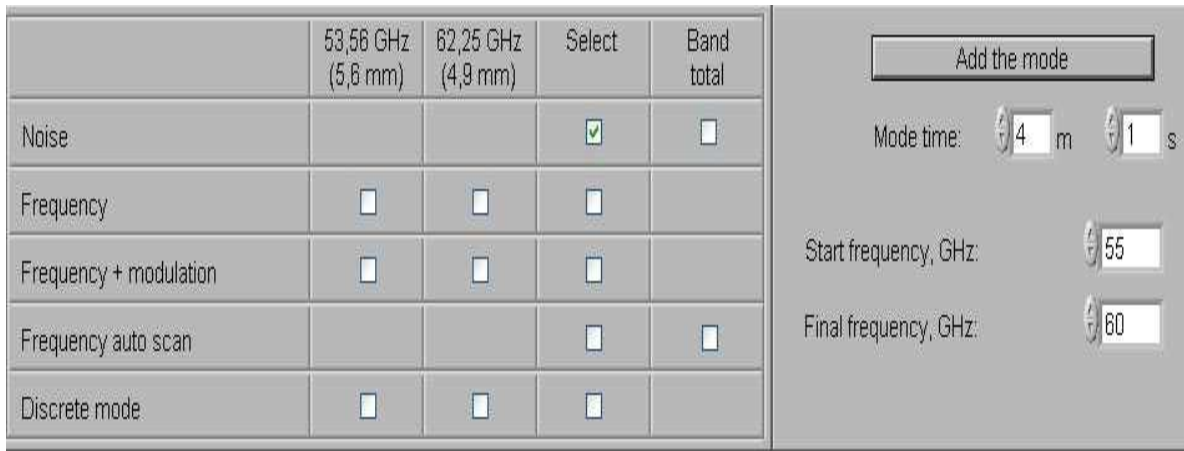 53,56 GHz 62,25 GHz Select Band
(5,6 mm) (4,9 mm) total
Noise
Frequency
Frequency + modulation
Frequency auto scan
Discrete mode
Add the mode
Mode time: 4 m 1 s
Start frequency, GHz: 55
Final frequency, GHz: 60